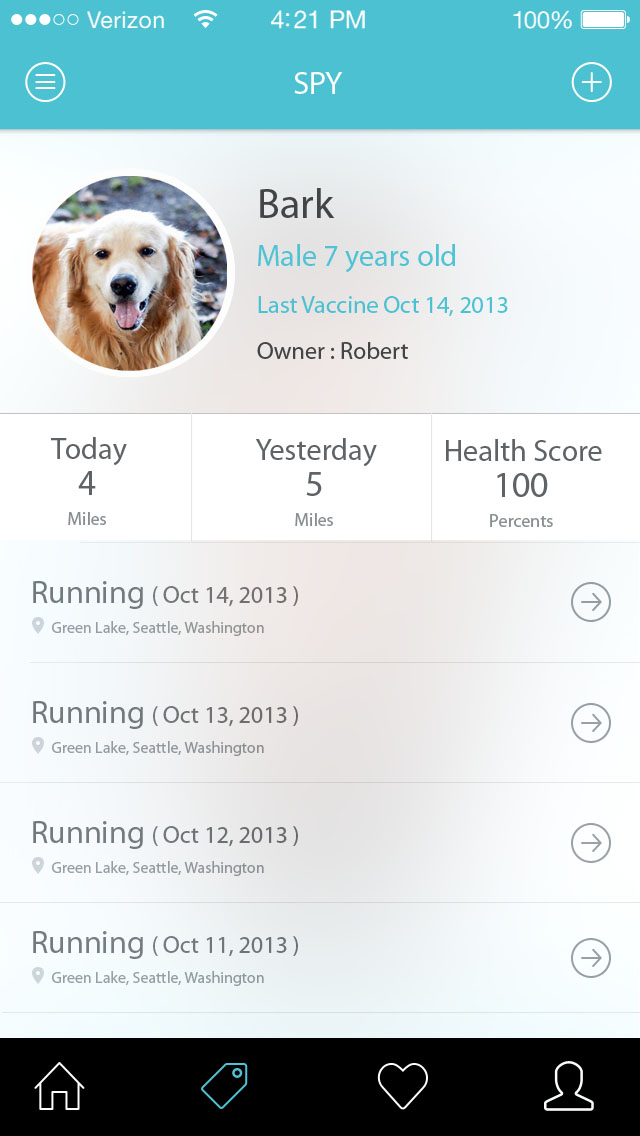 Verizon 4:21 PM 100%
SPY
Bark
Male 7 years old
Last Vaccine Oct 14, 2013
Owner : Robert
Today Yesterday Health Score
4 5 100
Miles Miles Percents
Running ( Oct 14, 2013 )
Green Lake, Seattle, Washington
Running ( Oct 13, 2013 )
Green Lake, Seattle, Washington
Running ( Oct 12, 2013 )
Green Lake, Seattle, Washington
Running ( Oct 11, 2013 )
Green Lake, Seattle, Washington